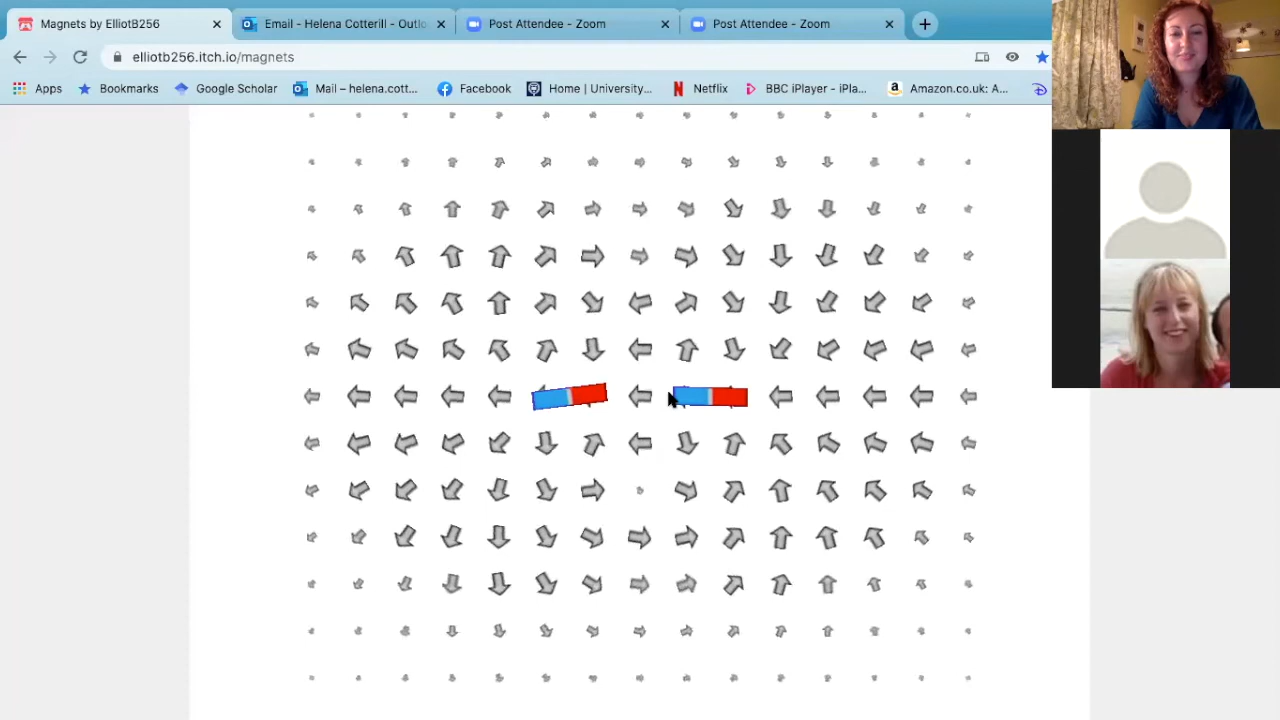 Magnets by ElliotB256
Email - Helena Cotterill - Outlo
Post Attendee - Zoom
Post Attendee - Zoom
elliotb256.itch.io/magnets
Apps
Bookmarks
Google Scholar
Mail – helena.cott...
Facebook
Home | University...
Netflix
BBC iPlayer - iPla...
Amazon.co.uk: A...